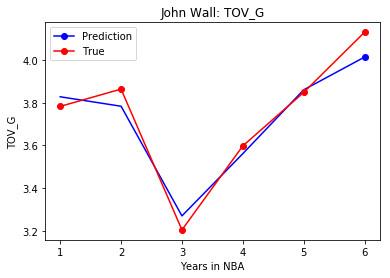 John Wall: TOV_G
Prediction
True
TOV_G
4.0
3.8
3.6
3.4
3.2
1 2 3 4 5 6
Years in NBA